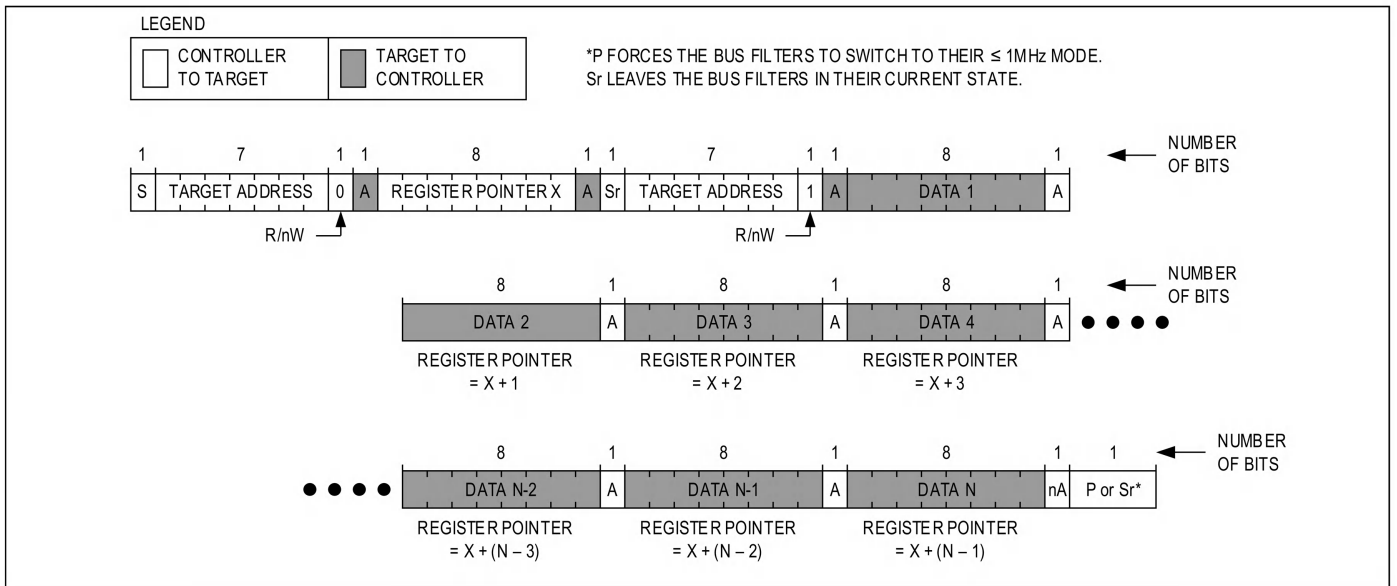 LEGEND
CONTROLLER
TO TARGET
TARGET TO
CONTROLLER
*P FORCES THE BUS FILTERS TO SWITCH TO THEIR ≤ 1MHz MODE.
Sr LEAVES THE BUS FILTERS IN THEIR CURRENT STATE.
1 7 1 1 8 1 1 7 1 1 8 1
NUMBER
OF BITS
S TARGET ADDRESS 0 A REGISTER POINTER X A Sr TARGET ADDRESS 1 A DATA 1 A
R/nW R/nW
8 1 8 1 8 1
NUMBER
OF BITS
DATA 2 A DATA 3 A DATA 4 A
REGISTER POINTER
= X + 1
REGISTER POINTER
= X + 2
REGISTER POINTER
= X + 3
8 1 8 1 8 1 1
NUMBER
OF BITS
DATA N-2 A DATA N-1 A DATA N nA P or Sr*
REGISTER POINTER
= X + (N – 3)
REGISTER POINTER
= X + (N – 2)
REGISTER POINTER
= X + (N – 1)